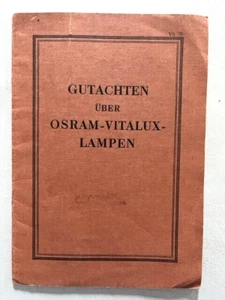 GUTACHTEN
ÜBER
OSRAM-VITALUX-
LAMPEN